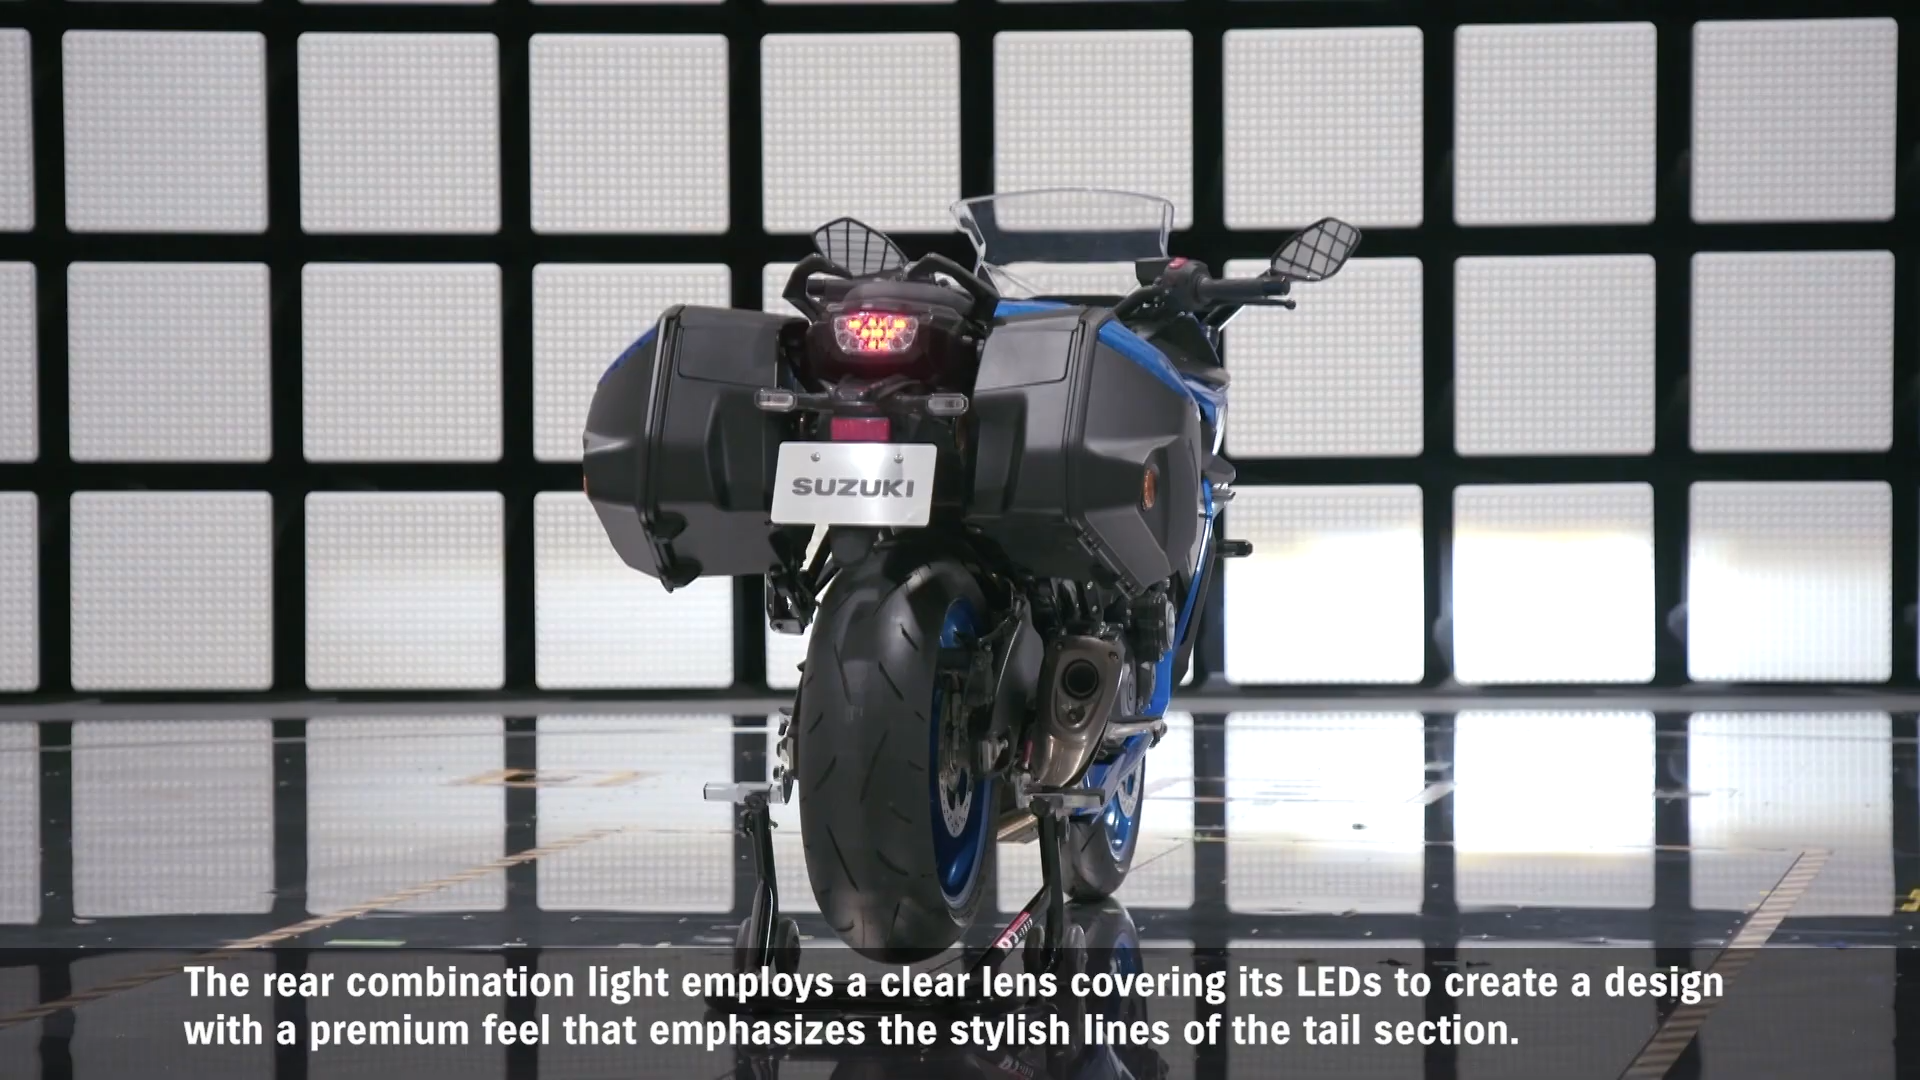 SUZUKI
The rear combination light employs a clear lens covering its LEDs to create a design
with a premium feel that emphasizes the stylish lines of the tail section.